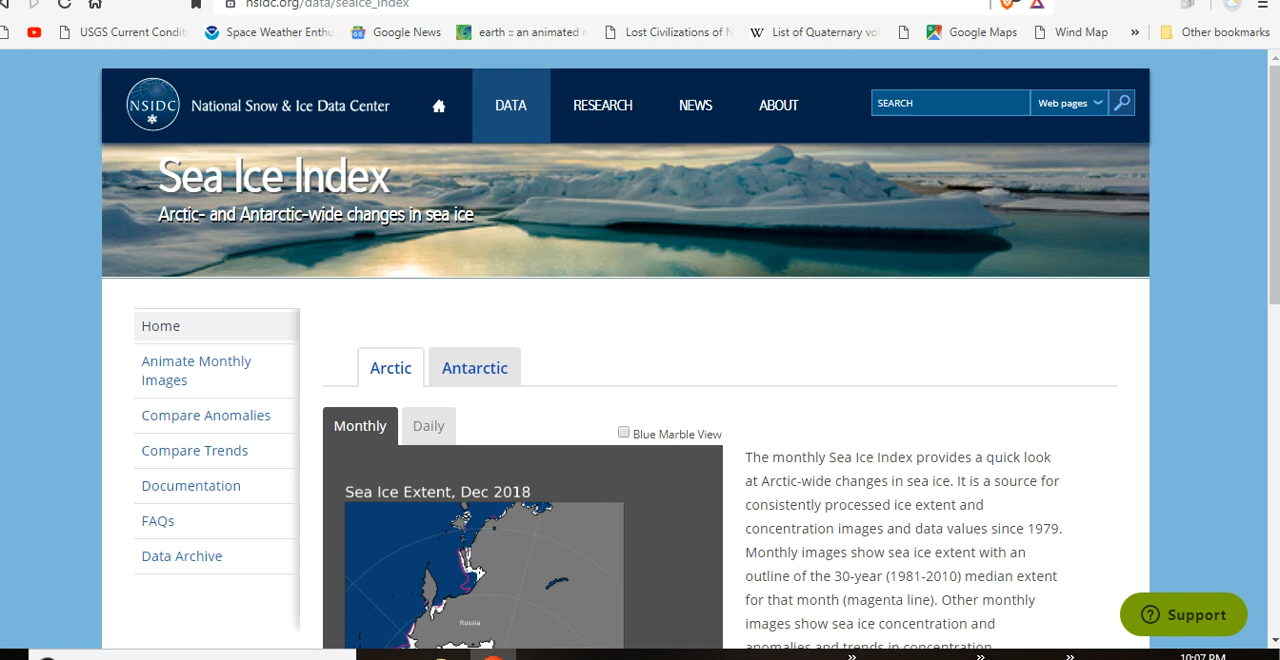 nsidc.org/data/seaice_index
USGS Current Condit Space Weather Enthu Google News earth :: an animated Lost Civilizations of N List of Quaternary vol Google Maps Wind Map » Other bookmarks
NSIDC National Snow & Ice Data Center DATA RESEARCH NEWS ABOUT SEARCH Web pages
Sea Ice Index
Arctic- and Antarctic-wide changes in sea ice
Home
Animate Monthly
Images
Compare Anomalies
Compare Trends
Documentation
FAQs
Data Archive
Arctic Antarctic
Monthly Daily Blue Marble View
Sea Ice Extent, Dec 2018
Russia
The monthly Sea Ice Index provides a quick look
at Arctic-wide changes in sea ice. It is a source for
consistently processed ice extent and
concentration images and data values since 1979.
Monthly images show sea ice extent with an
outline of the 30-year (1981-2010) median extent
for that month (magenta line). Other monthly
images show sea ice concentration and
anomalies and trends in concentration.
? Support
» » » 10:07 PM